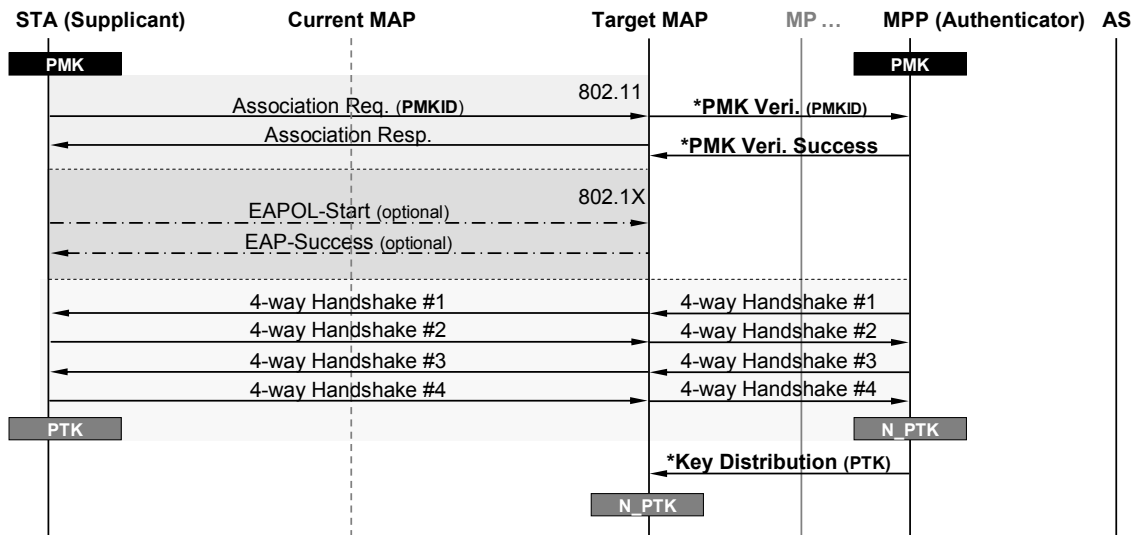 STA (Supplicant) Current MAP Target MAP MP ... MPP (Authenticator) AS
PMK PMK
802.11
Association Req. (PMKID) *PMK Veri. (PMKID)
Association Resp. *PMK Veri. Success
802.1X
EAPOL-Start (optional)
EAP-Success (optional)
4-way Handshake #1 4-way Handshake #1
4-way Handshake #2 4-way Handshake #2
4-way Handshake #3 4-way Handshake #3
4-way Handshake #4 4-way Handshake #4
PTK N_PTK
*Key Distribution (PTK)
N_PTK